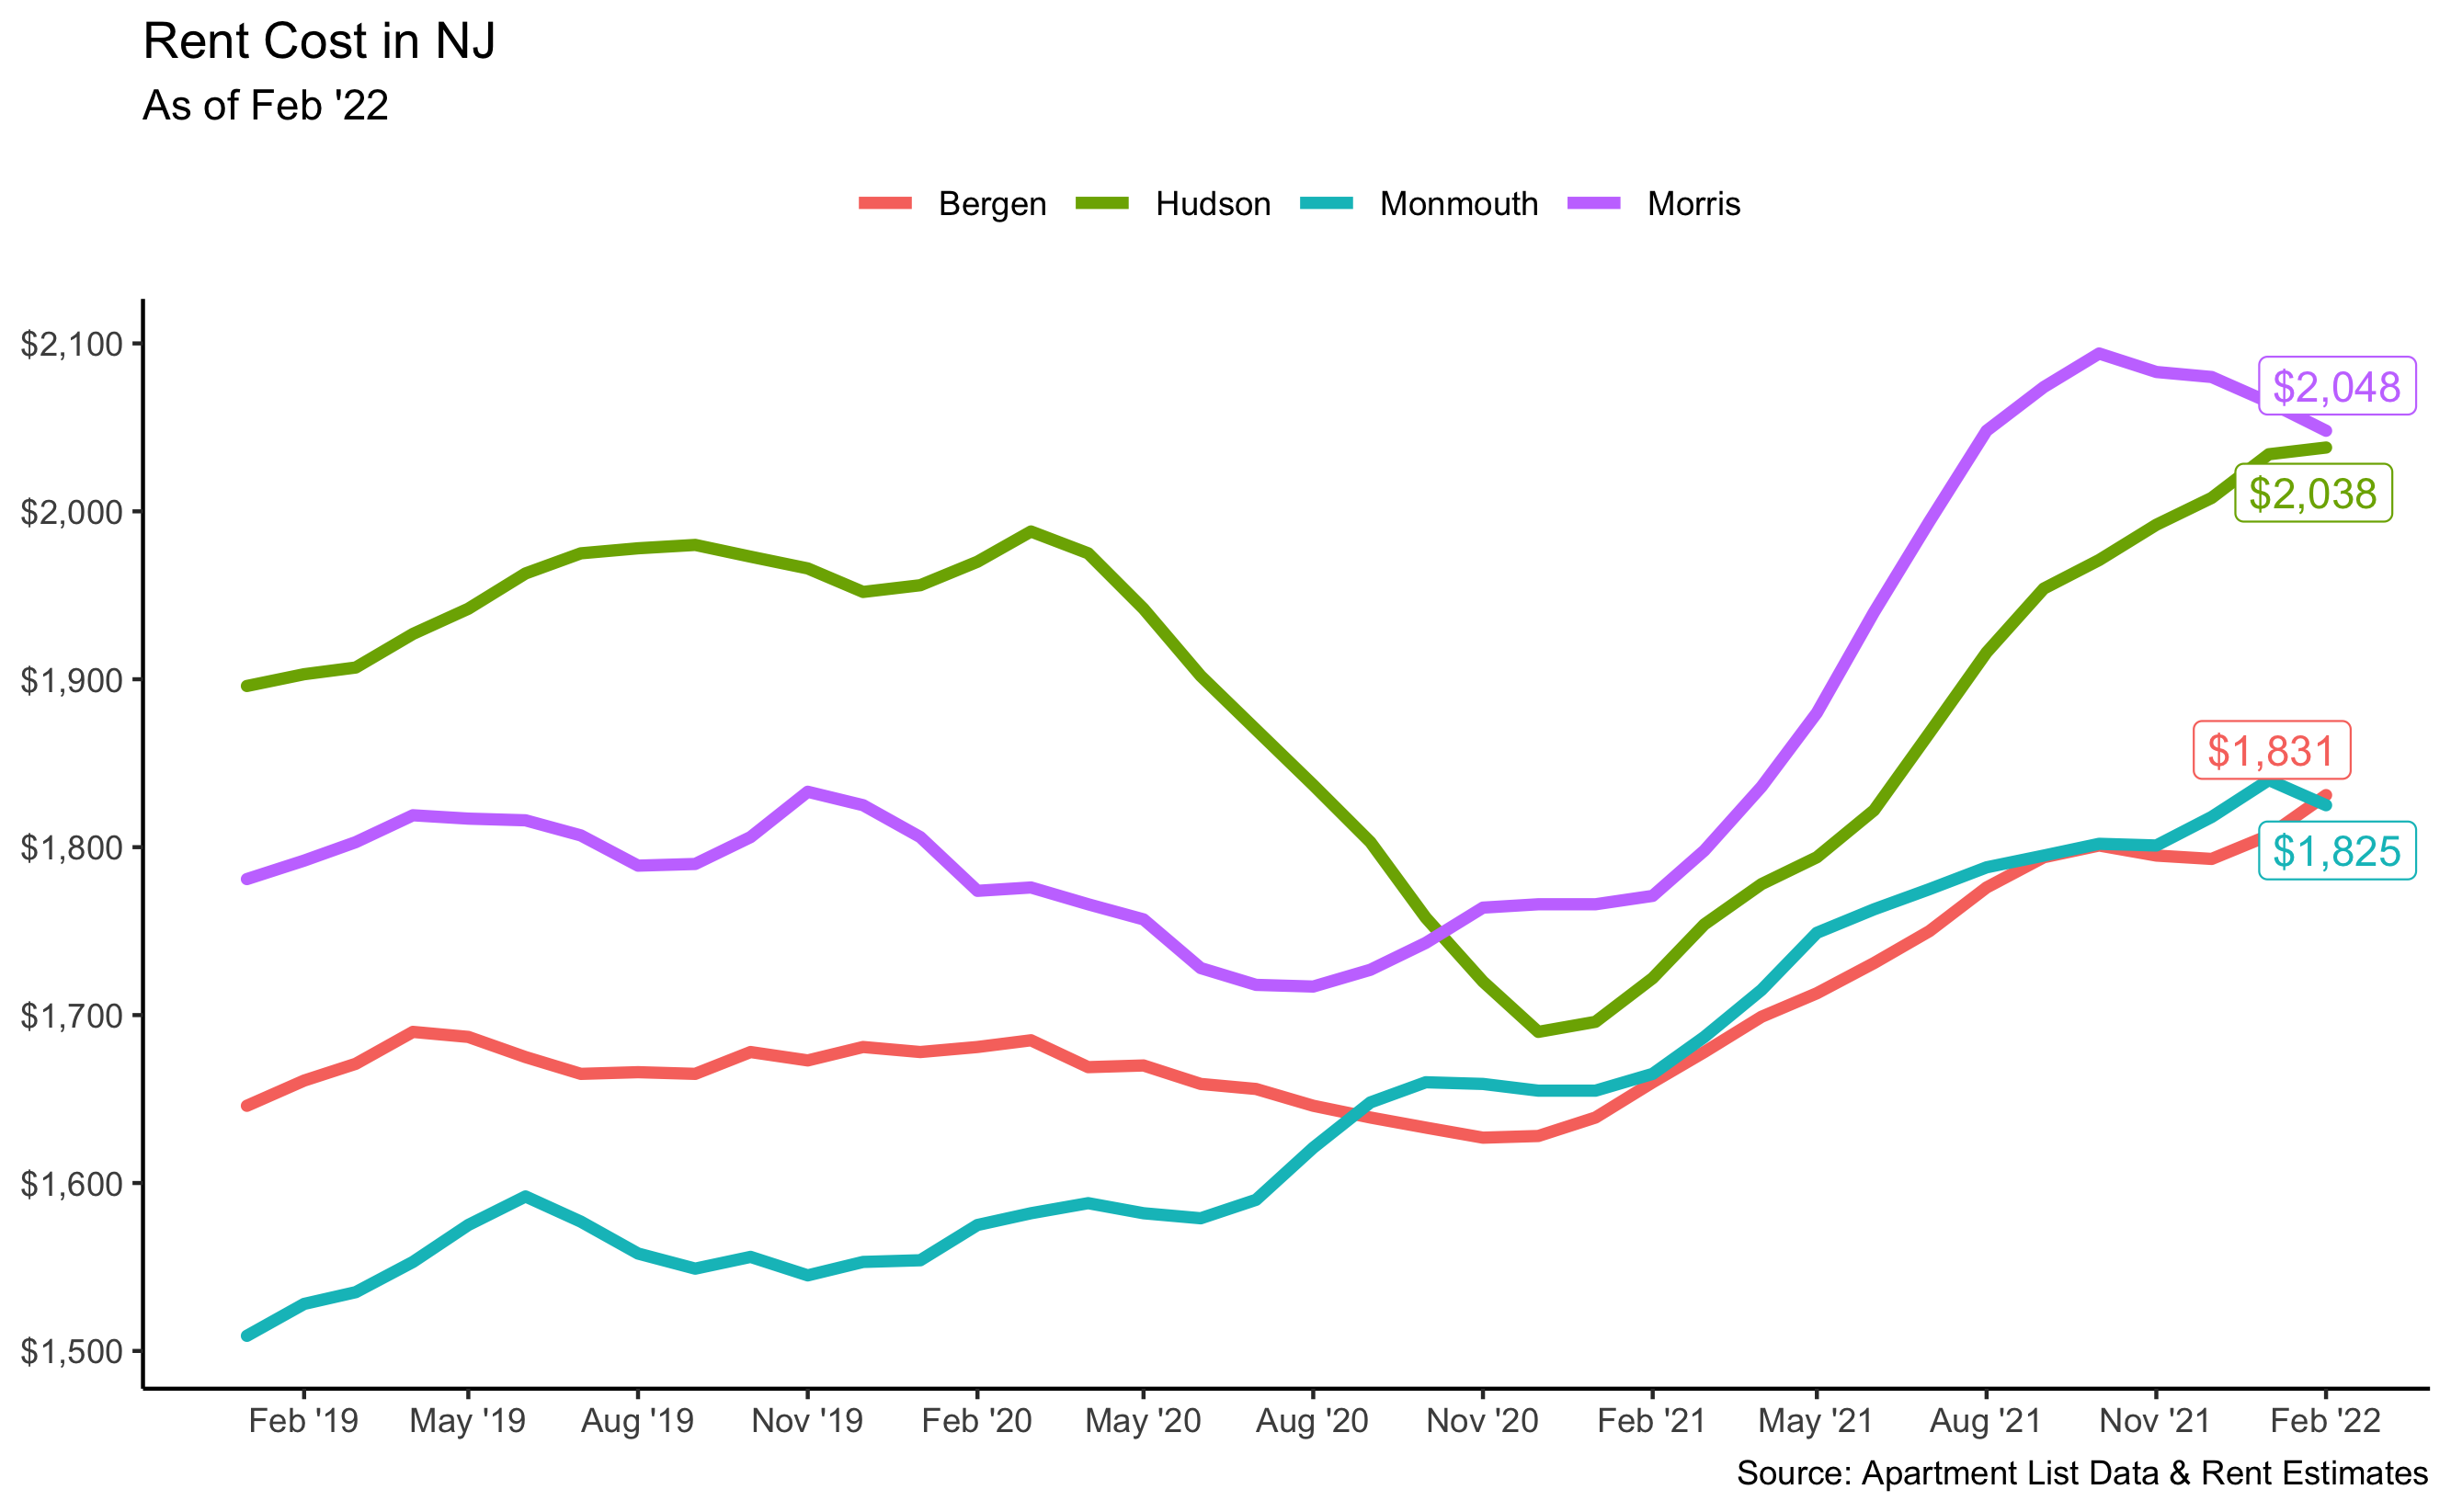 Rent Cost in NJ
As of Feb '22
Bergen Hudson Monmouth Morris
$2,100
$2,000
$1,900
$1,800
$1,700
$1,600
$1,500
$2,048
$2,038
$1,831
$1,825
Feb '19 May '19 Aug '19 Nov '19 Feb '20 May '20 Aug '20 Nov '20 Feb '21 May '21 Aug '21 Nov '21 Feb '22
Source: Apartment List Data & Rent Estimates